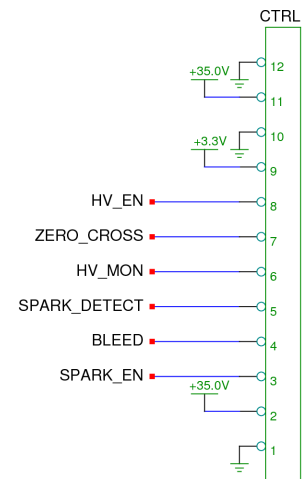 CTRL
12
+35.0V
11
10
+3.3V
9
HV_EN 8
ZERO_CROSS 7
HV_MON 6
SPARK_DETECT 5
BLEED 4
SPARK_EN 3
+35.0V
2
1